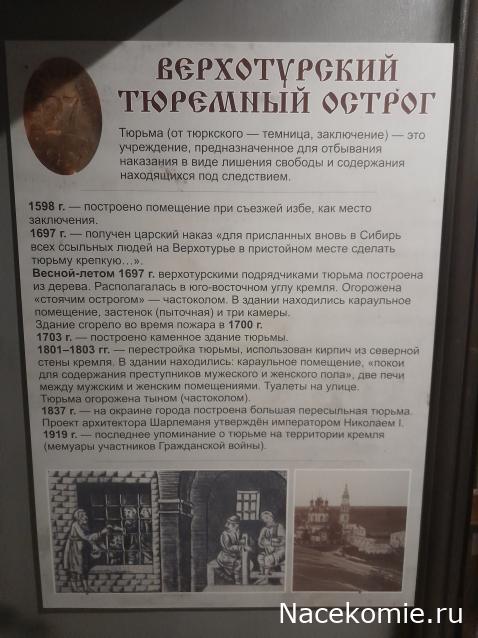 ВЕРХОТУРСКИЙ
ТЮРЕМНЫЙ ОСТРОГ
Тюрьма (от тюркского — темница, заключение) — это
учреждение, предназначенное для отбывания
наказания в виде лишения свободы и содержания
находящихся под следствием.
1598 г. — построено помещение при съезжей избе, как место
заключения.
1697 г. — получен царский наказ «для присланных вновь в Сибирь
всех ссыльных людей на Верхотурье в пристойном месте сделать
тюрьму крепкую…».
Весной-летом 1697 г. верхотурскими подрядчиками тюрьма построена
из дерева. Располагалась в юго-восточном углу кремля. Огорожена
«стоячим острогом» — частоколом. В здании находились караульное
помещение, застенок (пыточная) и три камеры.
Здание сгорело во время пожара в 1700 г.
1703 г. — построено каменное здание тюрьмы.
1801–1803 гг. — перестройка тюрьмы, использован кирпич из северной
стены кремля. В здании находились: караульное помещение, «покои
для содержания преступников мужеского и женского пола», две печи
между мужским и женским помещениями. Туалеты на улице.
Тюрьма огорожена тыном (частоколом).
1837 г. — на окраине города построена большая пересыльная тюрьма.
Проект архитектора Шарлеманя утверждён императором Николаем I.
1919 г. — последнее упоминание о тюрьме на территории кремля
(мемуары участников Гражданской войны).
Nacekomie.ru